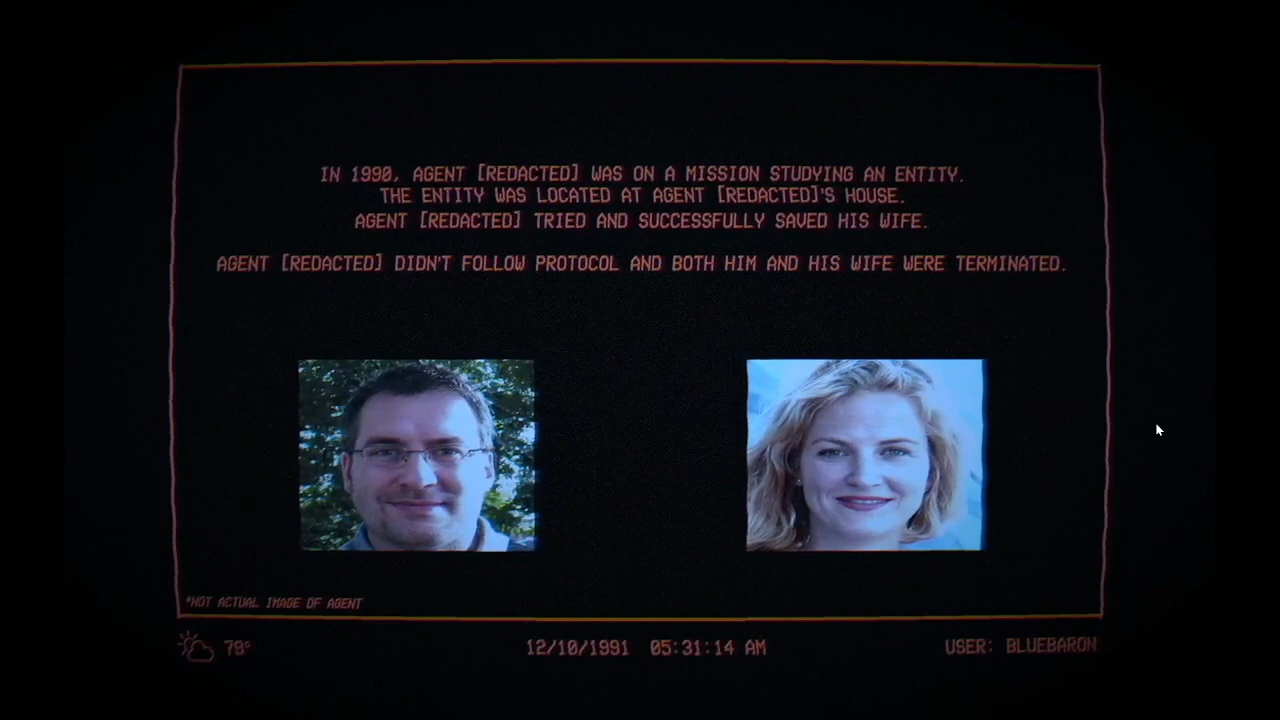 IN 1990, AGENT [REDACTED] WAS ON A MISSION STUDYING AN ENTITY.
THE ENTITY WAS LOCATED AT AGENT [REDACTED]'S HOUSE.
AGENT [REDACTED] TRIED AND SUCCESSFULLY SAVED HIS WIFE.
AGENT [REDACTED] DIDN'T FOLLOW PROTOCOL AND BOTH HIM AND HIS WIFE WERE TERMINATED.
*NOT ACTUAL IMAGE OF AGENT
79° 12/10/1991 05:31:14 AM USER: BLUEBARON